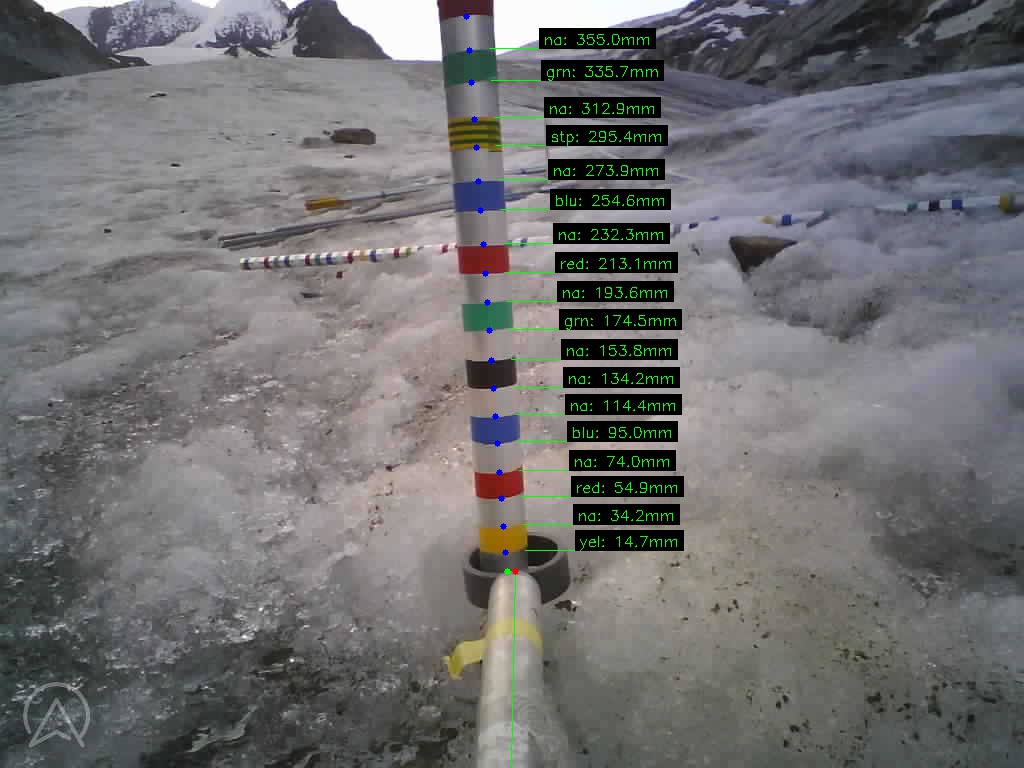 na: 355.0mm
grn: 335.7mm
na: 312.9mm
stp: 295.4mm
na: 273.9mm
blu: 254.6mm
na: 232.3mm
red: 213.1mm
na: 193.6mm
grn: 174.5mm
na: 153.8mm
na: 134.2mm
na: 114.4mm
blu: 95.0mm
na: 74.0mm
red: 54.9mm
na: 34.2mm
yel: 14.7mm